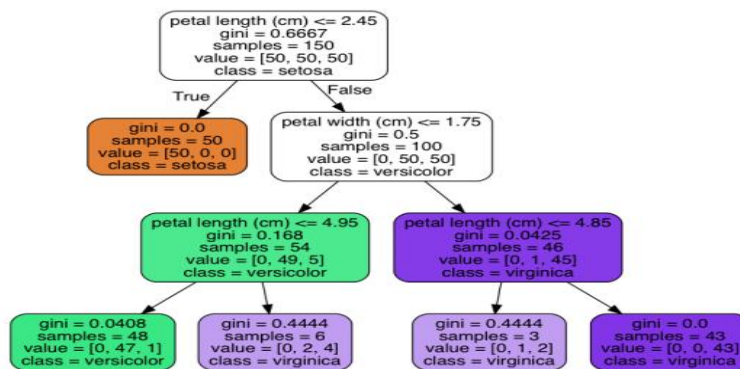 petal length (cm) <= 2.45
gini = 0.6667
samples = 150
value = [50, 50, 50]
class = setosa
True
False
gini = 0.0
samples = 50
value = [50, 0, 0]
class = setosa
petal width (cm) <= 1.75
gini = 0.5
samples = 100
value = [0, 50, 50]
class = versicolor
petal length (cm) <= 4.95
gini = 0.168
samples = 54
value = [0, 49, 5]
class = versicolor
petal length (cm) <= 4.85
gini = 0.0425
samples = 46
value = [0, 1, 45]
class = virginica
gini = 0.0408
samples = 48
value = [0, 47, 1]
class = versicolor
gini = 0.4444
samples = 6
value = [0, 2, 4]
class = virginica
gini = 0.4444
samples = 3
value = [0, 1, 2]
class = virginica
gini = 0.0
samples = 43
value = [0, 0, 43]
class = virginica